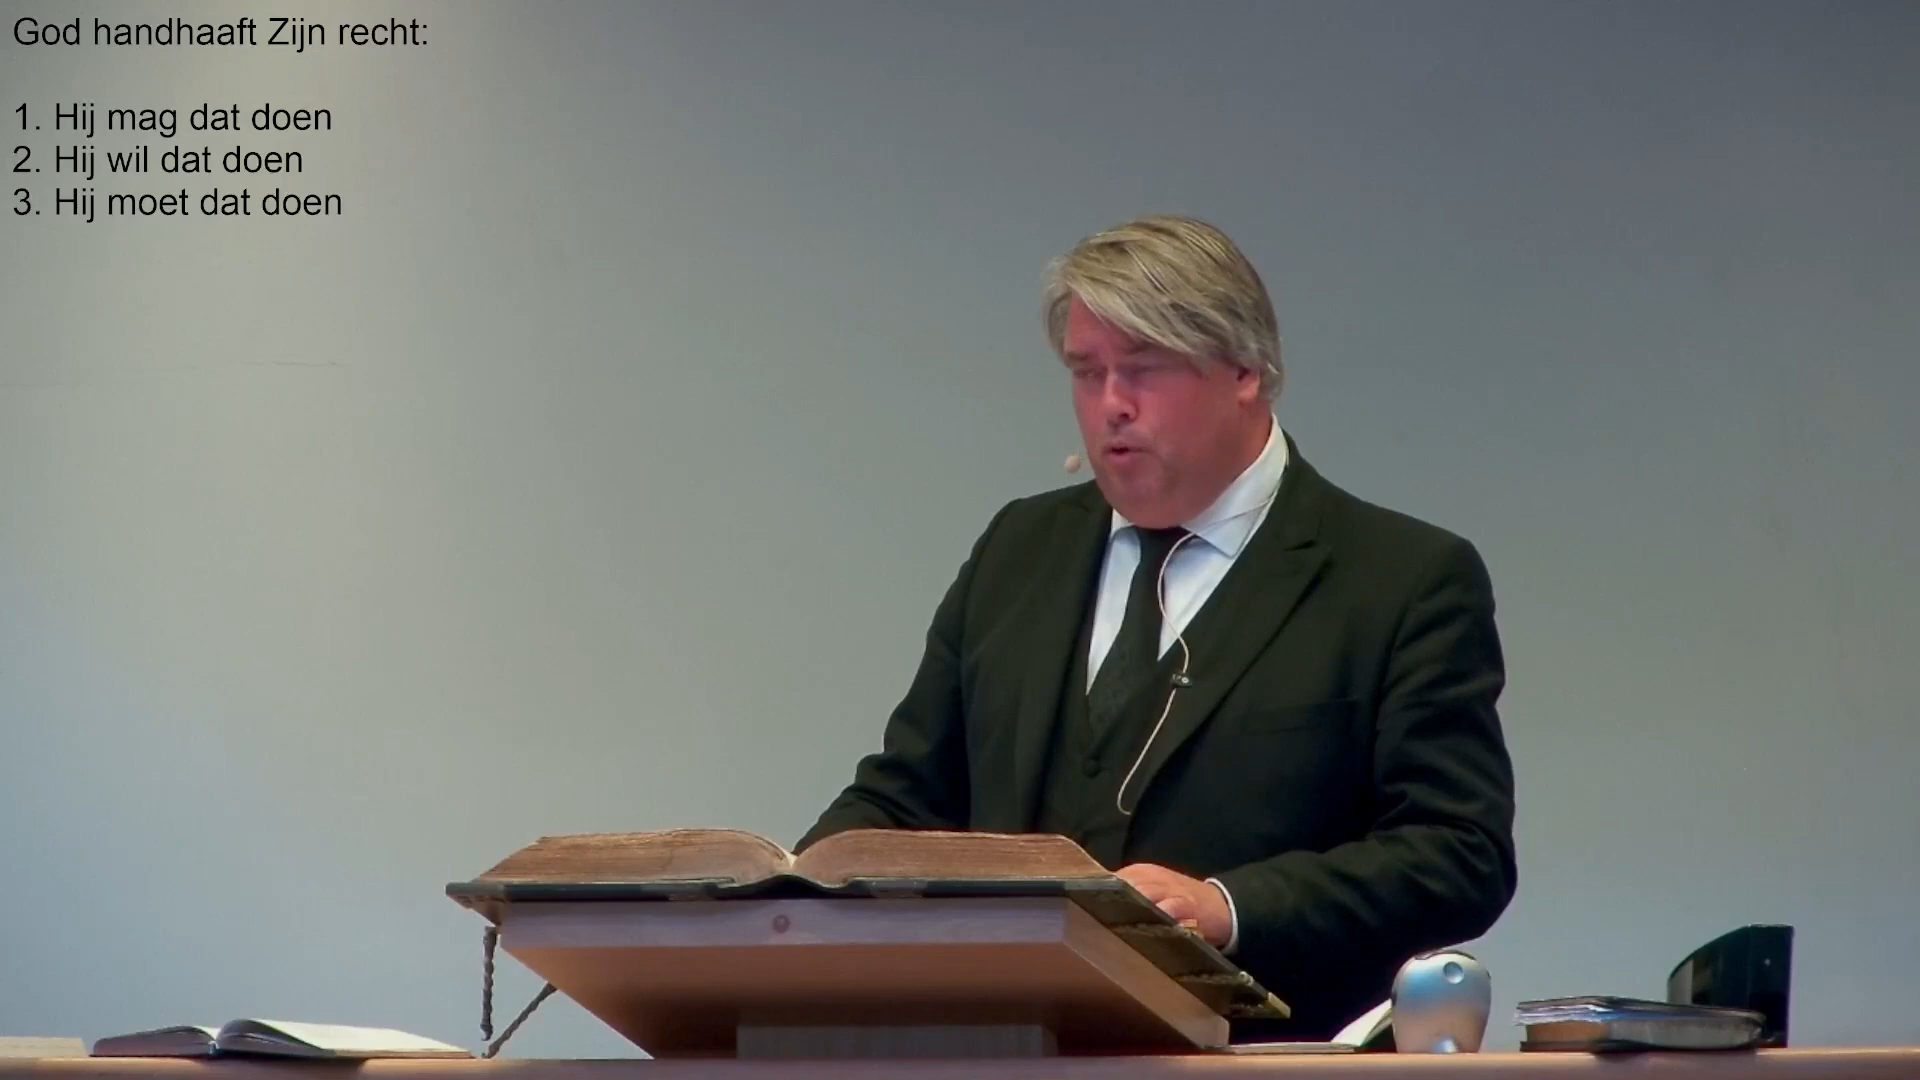 God handhaaft Zijn recht:
1. Hij mag dat doen
2. Hij wil dat doen
3. Hij moet dat doen